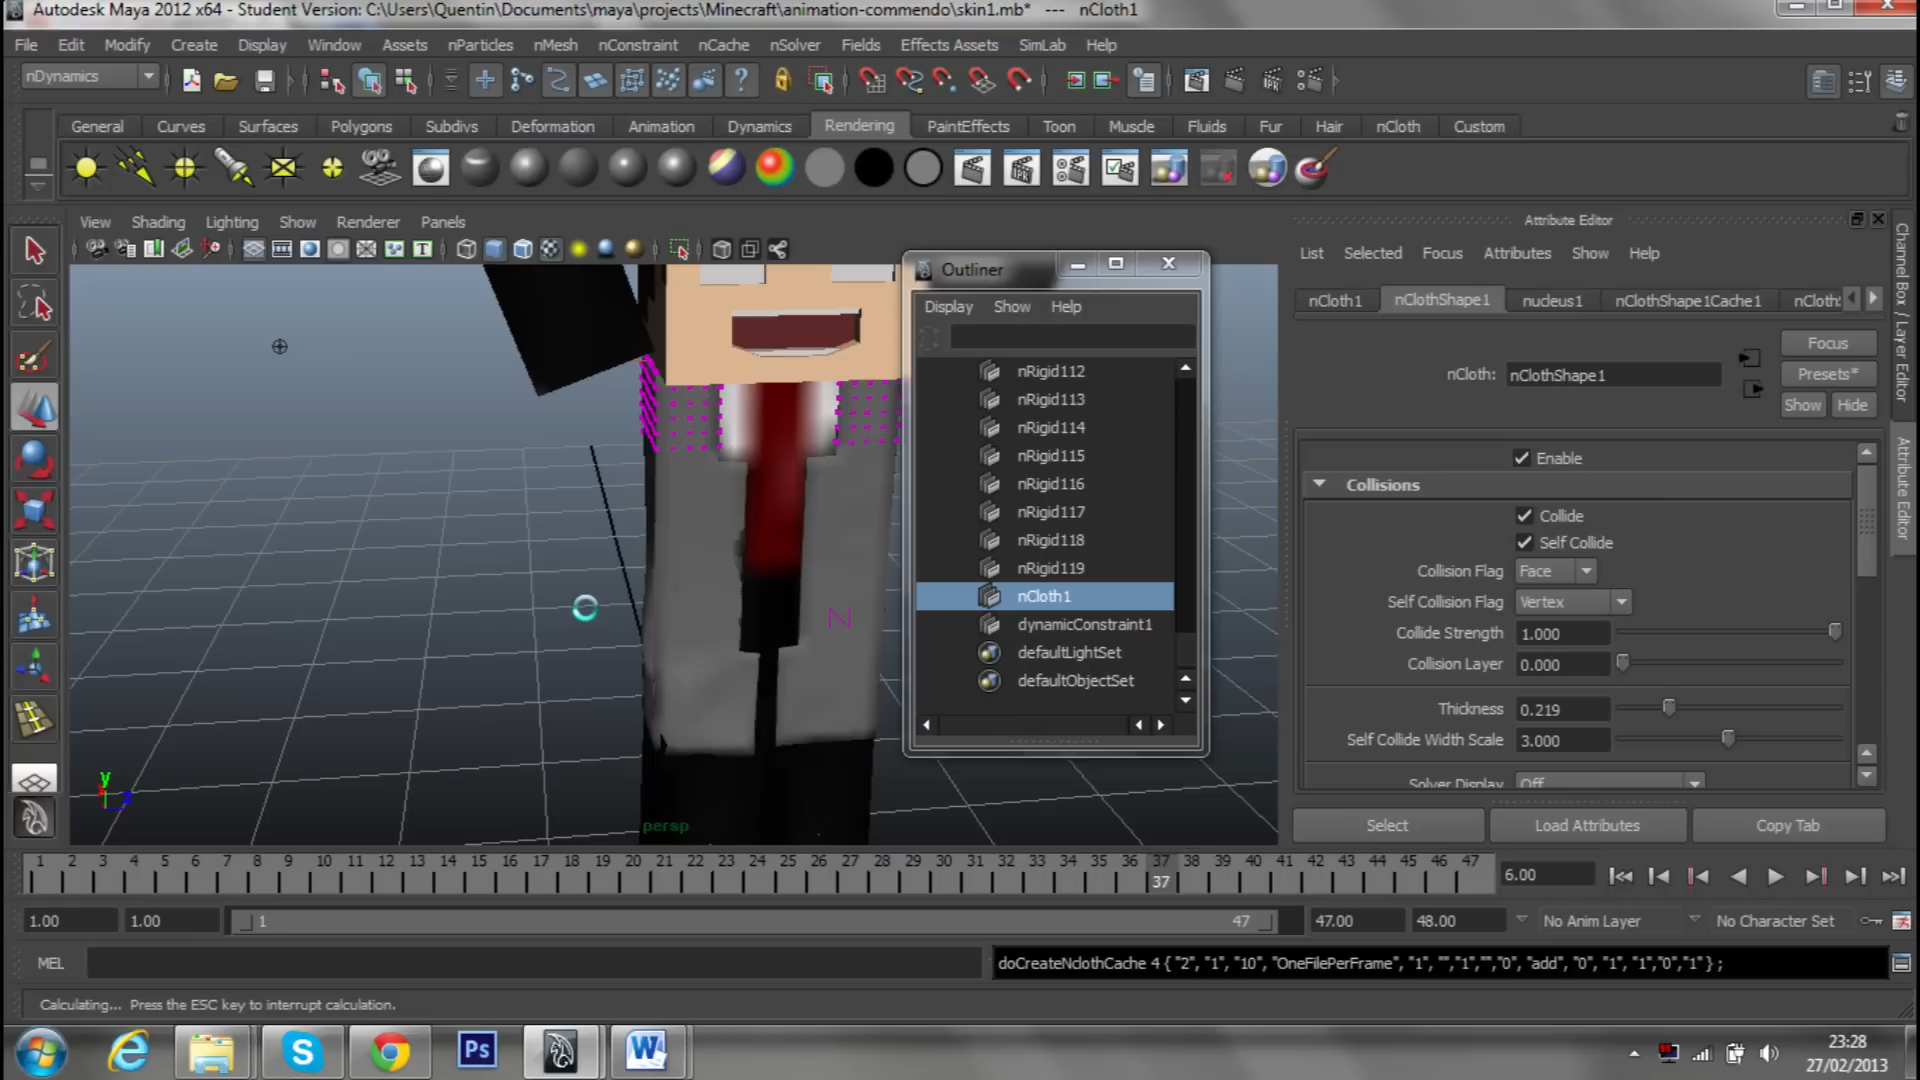 Autodesk Maya 2012 x64 - Student Version: C:\Users\Quentin\Documents\maya\projects\Minecraft\animation-commendo\skin1.mb* --- nCloth1
File Edit Modify Create Display Window Assets nParticles nMesh nConstraint nCache nSolver Fields Effects Assets SimLab Help
nDynamics
General Curves Surfaces Polygons Subdivs Deformation Animation Dynamics Rendering PaintEffects Toon Muscle Fluids Fur Hair nCloth Custom
View Shading Lighting Show Renderer Panels
Attribute Editor
List Selected Focus Attributes Show Help
nCloth1 nClothShape1 nucleus1 nClothShape1Cache1 nCloth:
Focus
nCloth: nClothShape1 Presets*
Show Hide
Enable
Collisions
Collide
Self Collide
Collision Flag Face
Self Collision Flag Vertex
Collide Strength 1.000
Collision Layer 0.000
Thickness 0.219
Self Collide Width Scale 3.000
Solver Display Off
Select Load Attributes Copy Tab
Channel Box / Layer Editor
Attribute Editor
Outliner
Display Show Help
nRigid112
nRigid113
nRigid114
nRigid115
nRigid116
nRigid117
nRigid118
nRigid119
nCloth1
dynamicConstraint1
defaultLightSet
defaultObjectSet
N
y
z
persp
1 2 3 4 5 6 7 8 9 10 11 12 13 14 15 16 17 18 19 20 21 22 23 24 25 26 27 28 29 30 31 32 33 34 35 36 37 38 39 40 41 42 43 44 45 46 47
37
6.00
1.00 1.00 1 47 47.00 48.00 No Anim Layer No Character Set
MEL doCreateNclothCache 4 { "2", "1", "10", "OneFilePerFrame", "1", "","1","","0", "add", "0", "1", "1","0","1" } ;
Calculating... Press the ESC key to interrupt calculation.
Ps
23:28
27/02/2013